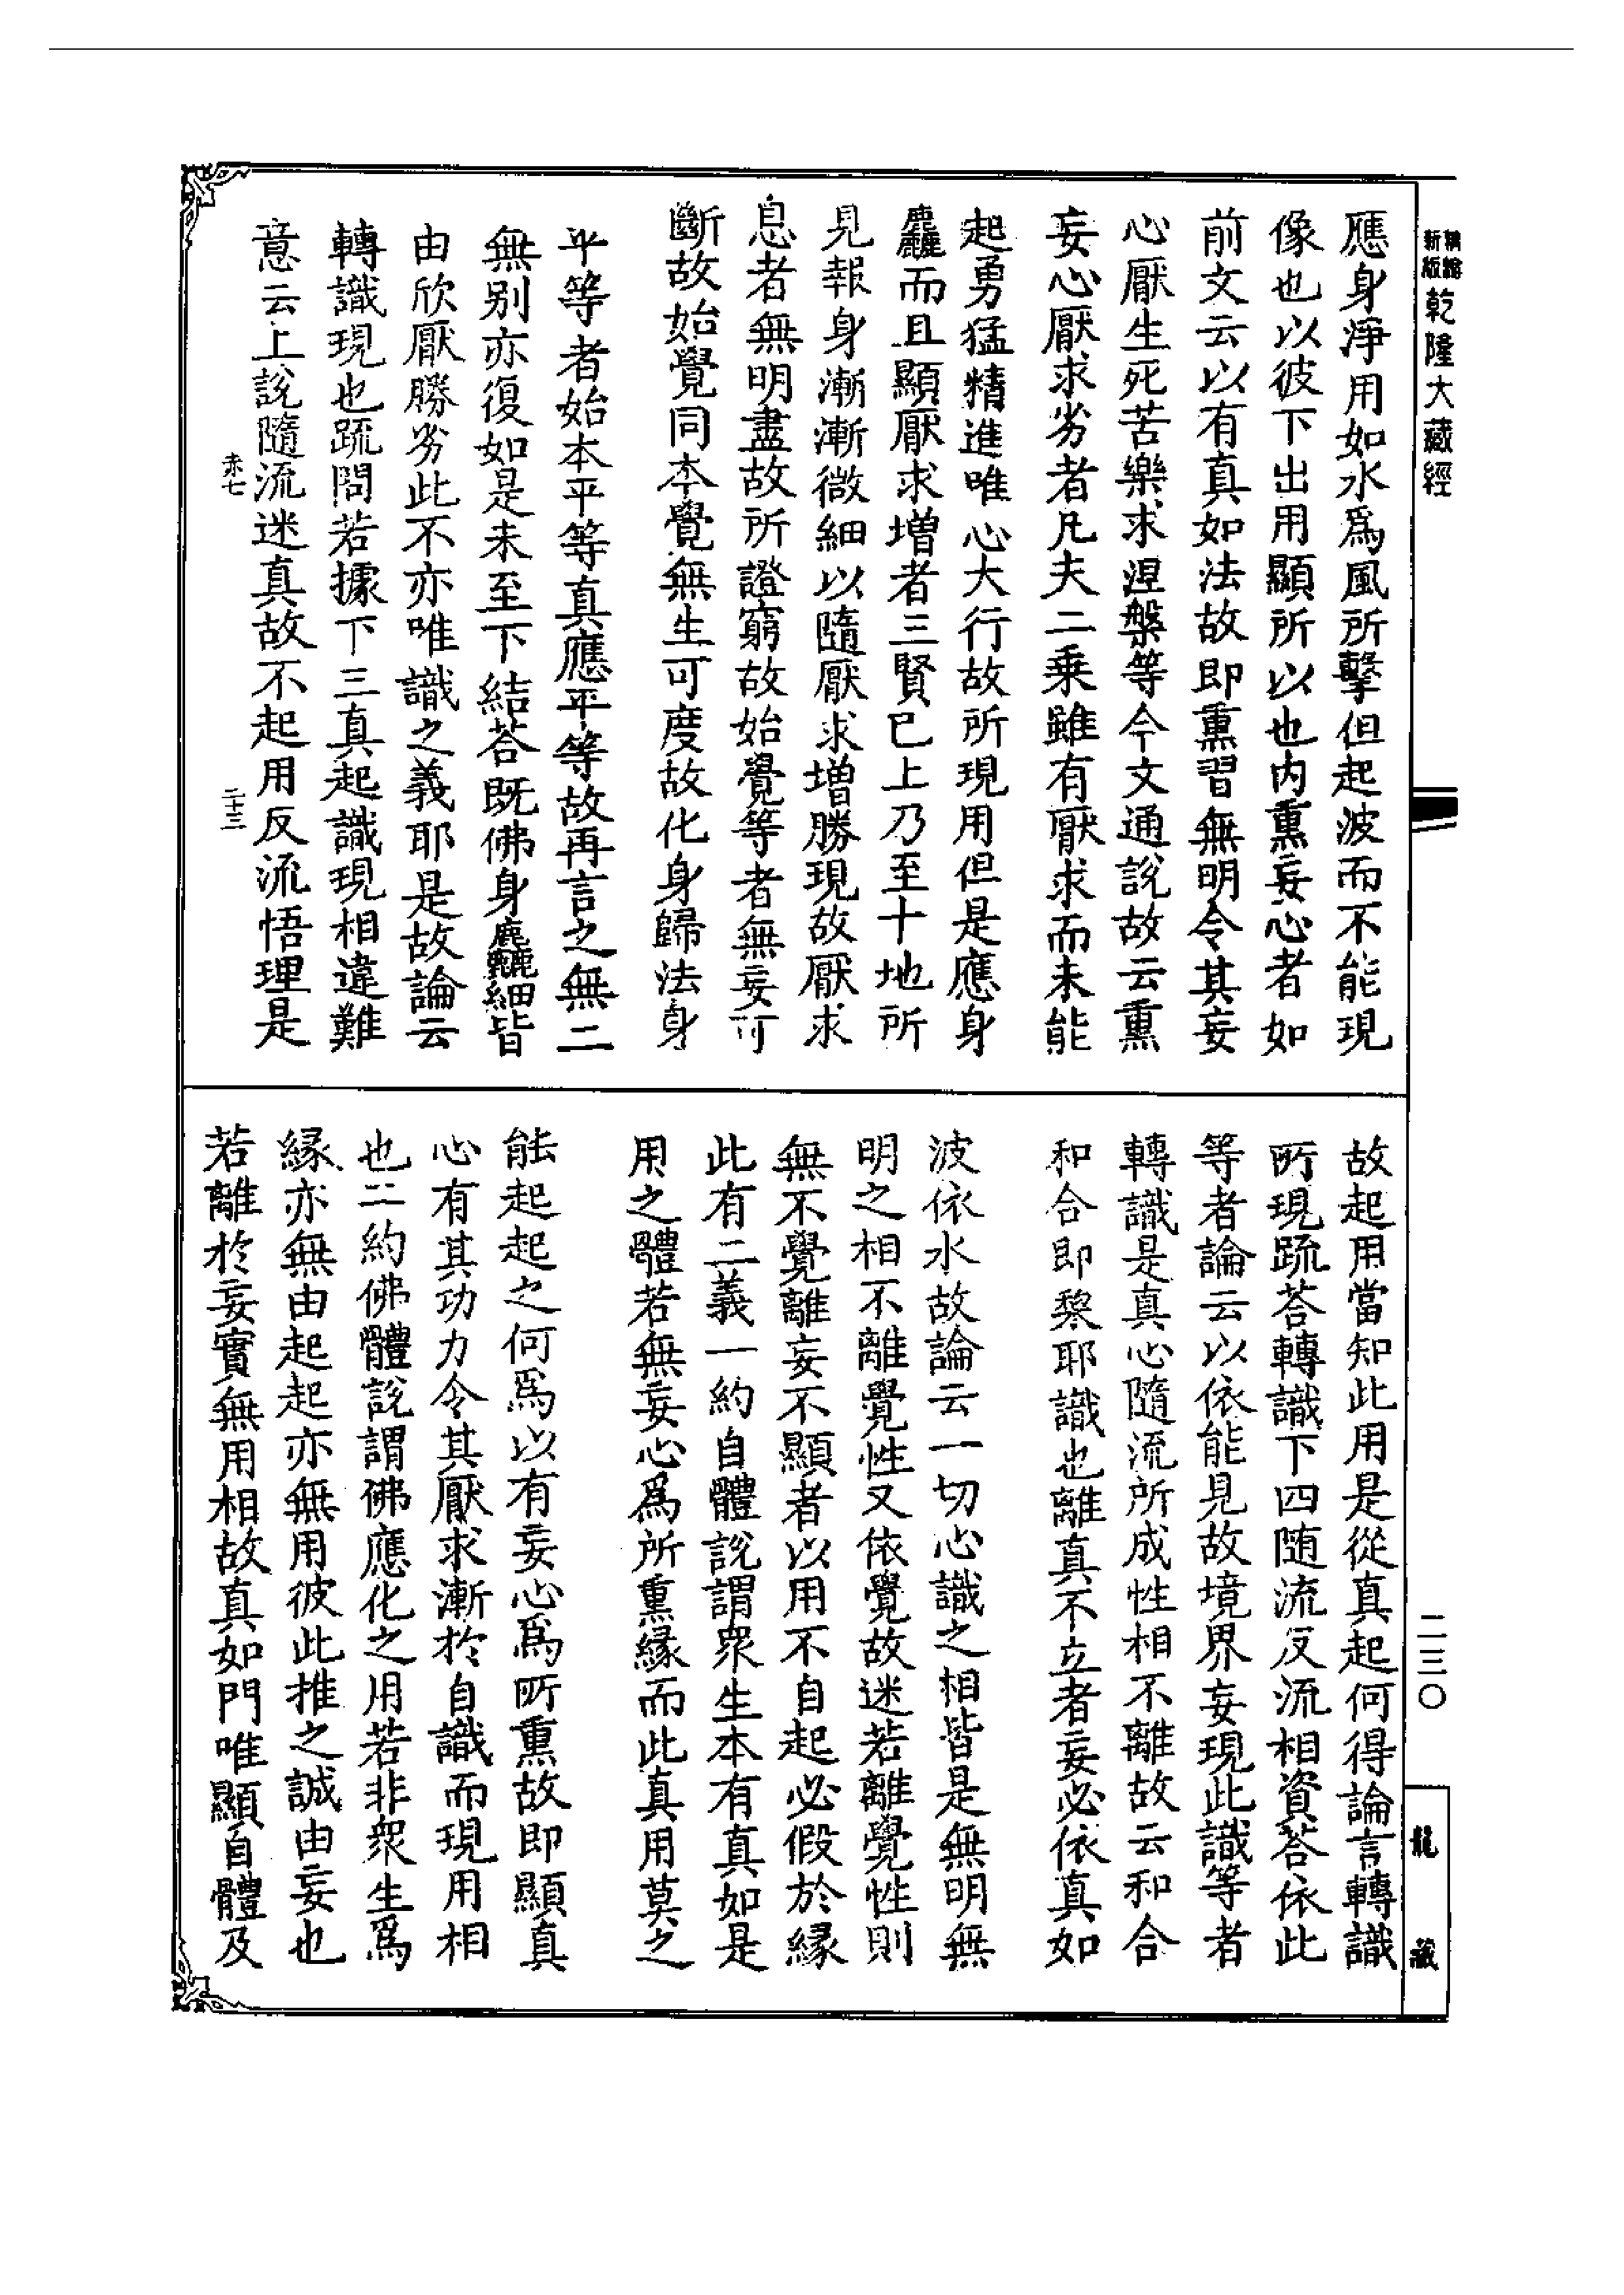 新編縮版乾隆大藏經
應身淨用如水爲風所擊但起波而不能現
像也以彼下出用顯所以也内熏妄心者如
前文云以有真如法故即熏習無明令其妄
心厭生死苦樂求涅槃等今文通說故云熏
妄心厭求劣者凡夫二乗雖有厭求而未能
起勇猛精進唯心大行故所現用但是應身
麤而且顯厭求增者三賢已上乃至十地所
見報身漸漸微細以隨厭求增勝現故厭求
息者無明盡故所證窮故始覺等者無妄可
斷故始覺同本覺無生可度故化身歸法身
平等者始本平等真應平等故再言之無二
無别亦復如是未至下結荅既佛身麤細皆
由欣厭勝劣此不亦唯識之義耶是故論云
轉識現也疏問若據下三真起識現相違難
意云上說隨流迷真故不起用反流悟理是
二十三
故起用當知此用是從真起何得論言轉識
所現疏荅轉識下四随流反流相資荅依此
等者論云以依能見故境界妄現此識等者
轉識是真心隨流所成性相不離故云和合
和合即黎耶識也離真不立者妄必依真如
波依水故論云一切心識之相皆是無明無
明之相不離覺性又依覺故迷若離覺性則
無不覺離妄不顯者以用不自起必假於緣
此有二義一約自體說謂衆生本有真如是
用之體若無妄心爲所熏緣而此真用莫之
能起起之何爲以有妄心爲所熏故即顯真
心有其功力令其厭求漸於自識而現用相
也二約佛體說謂佛應化之用若非衆生爲
緣亦無由起起亦無用彼此推之誠由妄也
若離於妄實無用相故真如門唯顯自體及
二三〇
龍藏